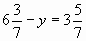 6 3/7 − y = 3 5/7